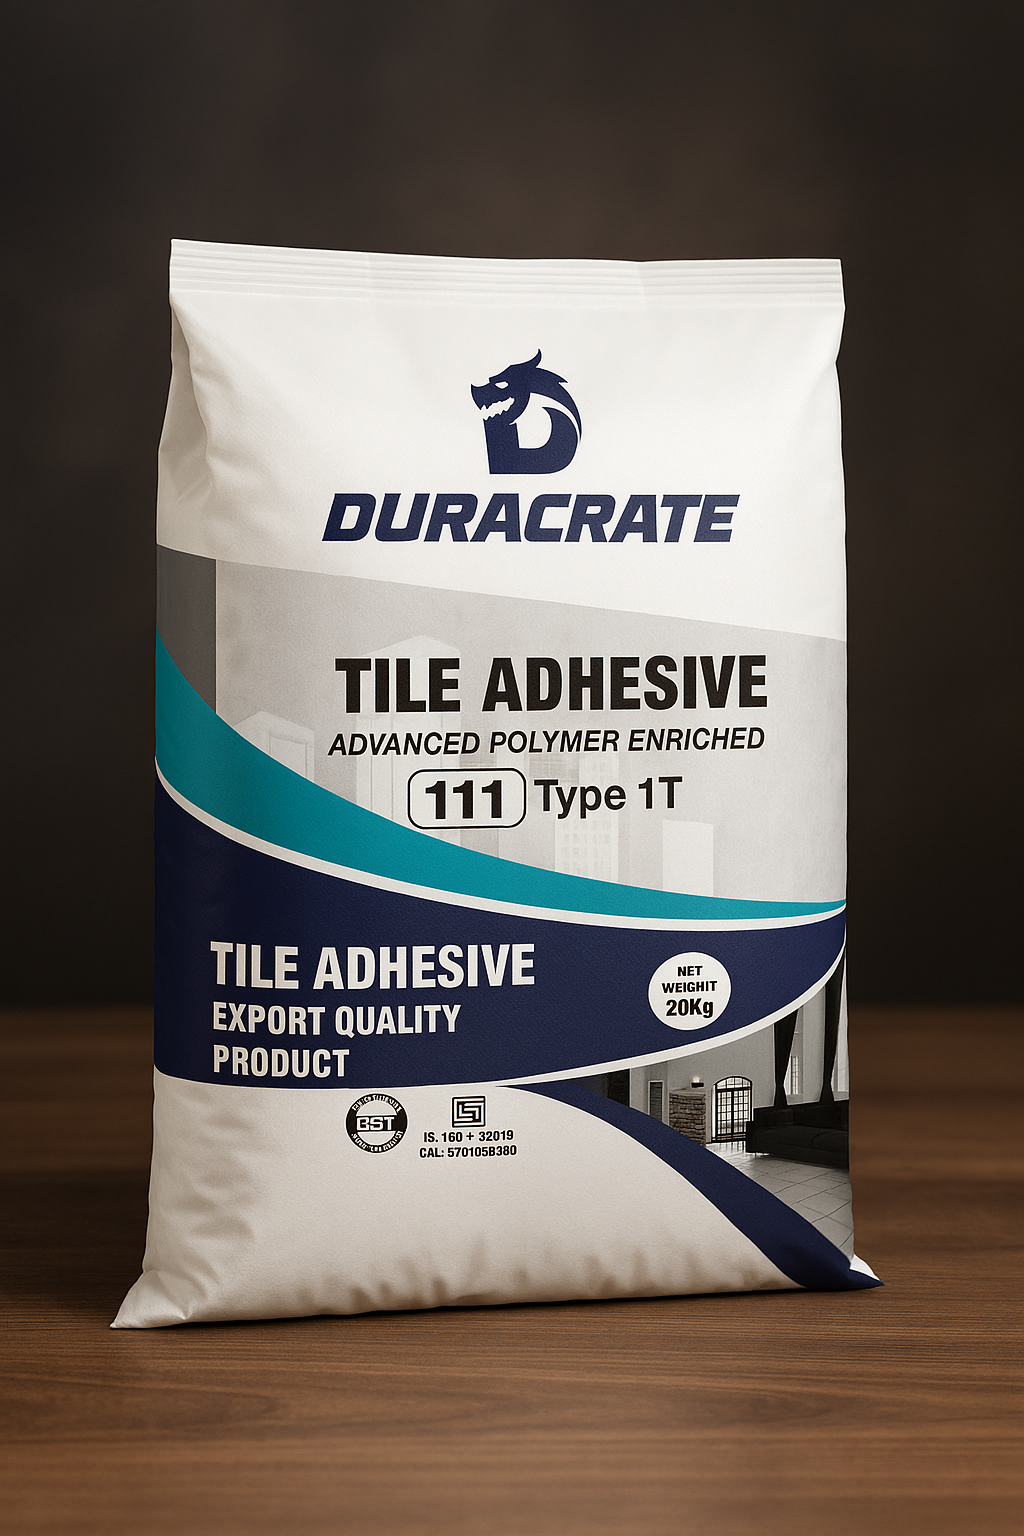 DURACRATE
TILE ADHESIVE
ADVANCED POLYMER ENRICHED
111 Type 1T
TILE ADHESIVE
EXPORT QUALITY
PRODUCT
NET
WEIGHIT
20Kg
BST
IS. 160 + 32019
CAL: 570105B380